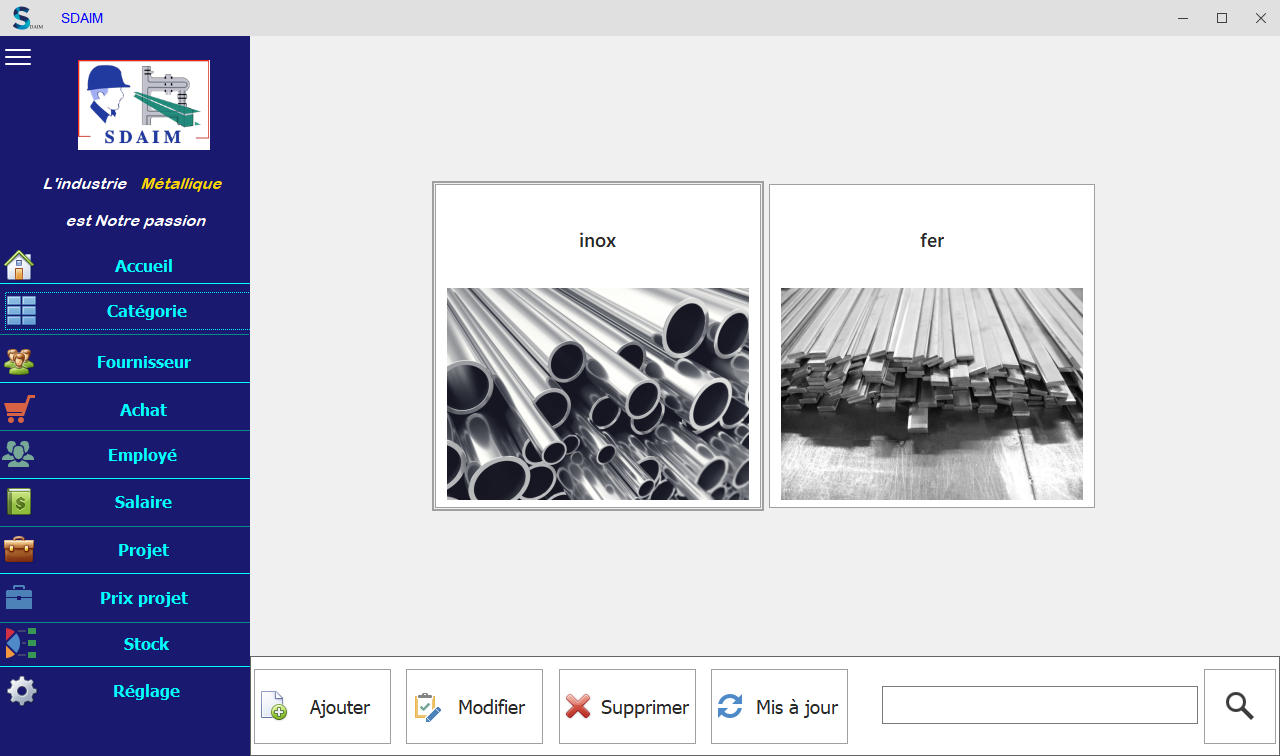 SDAIM
SDAIM
SDAIM
L'industrie Métallique
est Notre passion
Accueil
Catégorie
Fournisseur
Achat
Employé
Salaire
Projet
Prix projet
Stock
Réglage
inox
fer
Ajouter
Modifier
Supprimer
Mis à jour